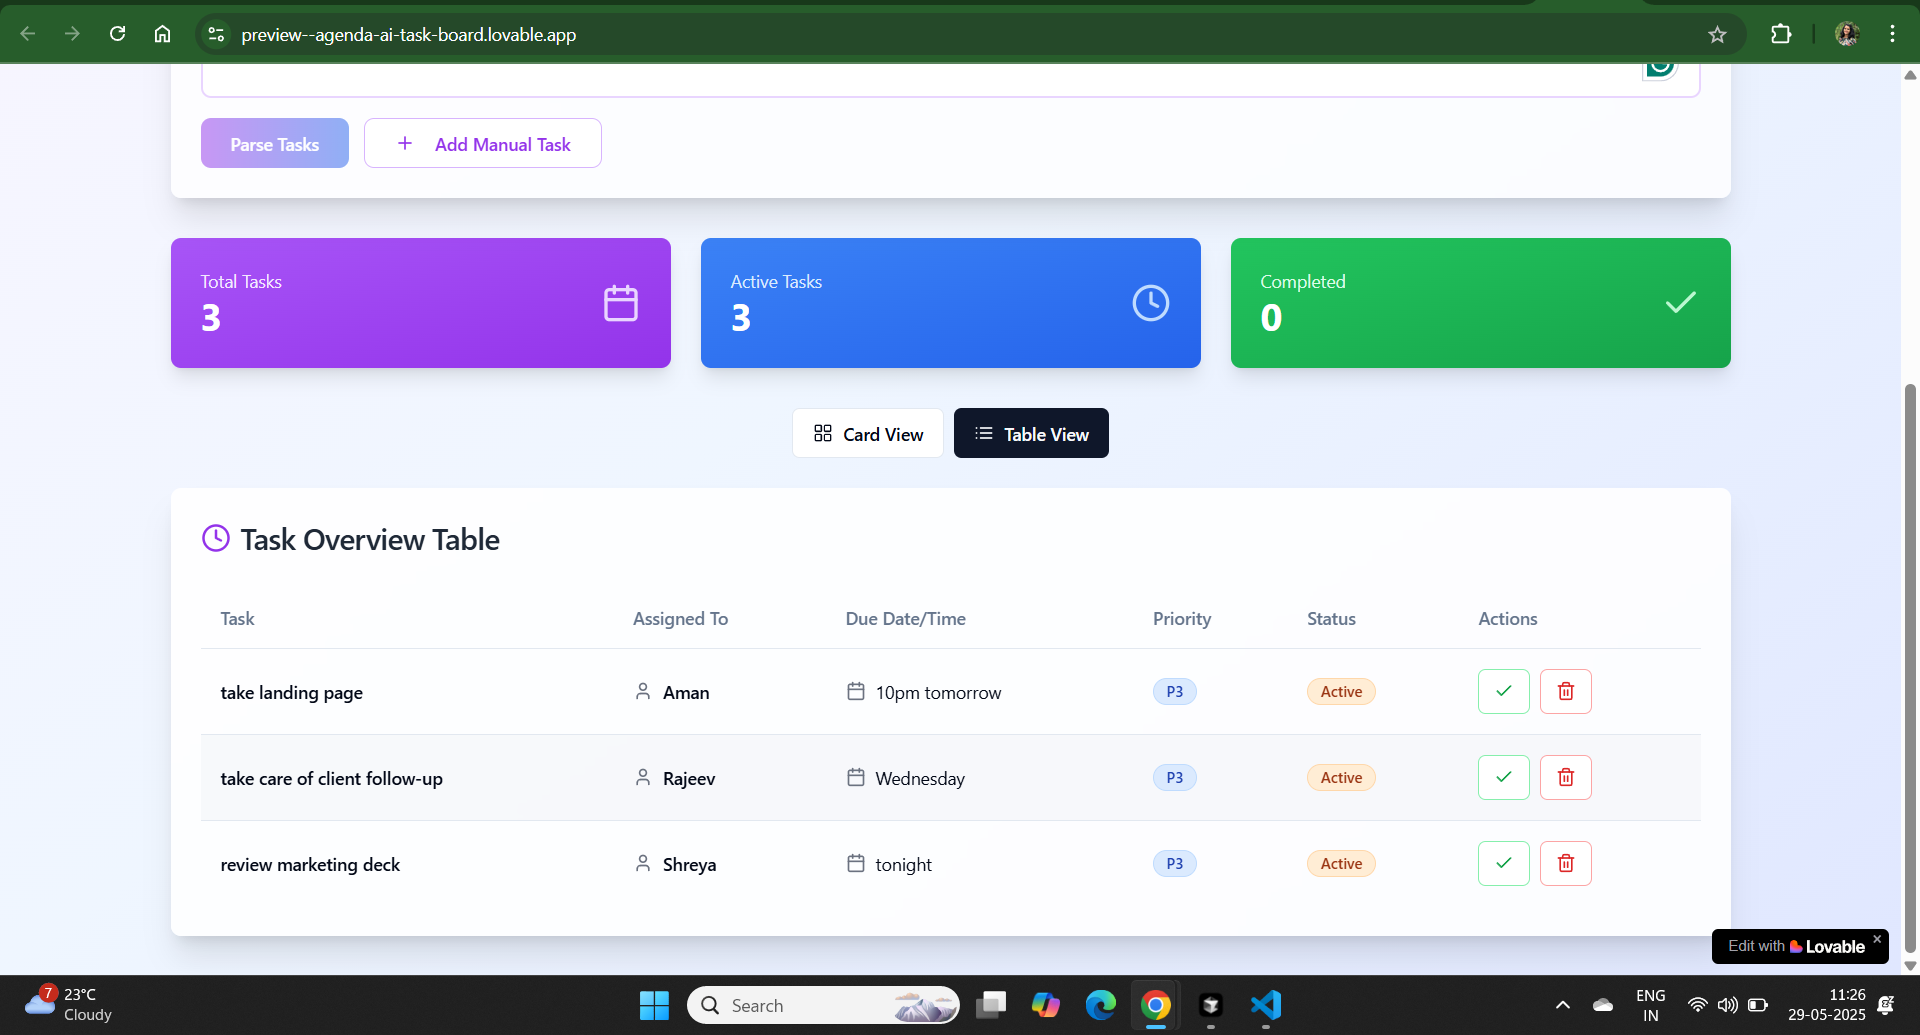 preview--agenda-ai-task-board.lovable.app
Parse Tasks
Add Manual Task
Total Tasks
3
Active Tasks
3
Completed
0
Card View
Table View
Task Overview Table
Task Assigned To Due Date/Time Priority Status Actions
take landing page Aman 10pm tomorrow P3 Active
take care of client follow-up Rajeev Wednesday P3 Active
review marketing deck Shreya tonight P3 Active
Edit with Lovable
7
23°C
Cloudy
Search
ENG
IN
11:26
29-05-2025